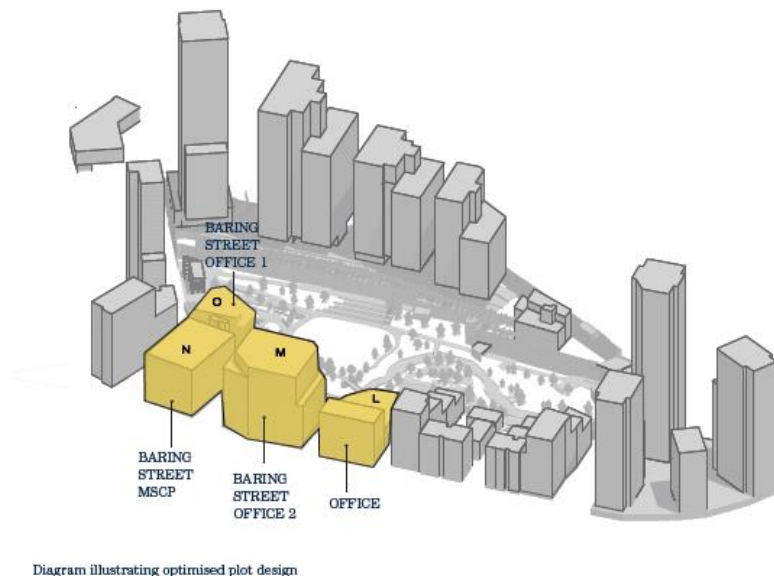 BARING
STREET
OFFICE 1
O
N
M
L
BARING
STREET
MSCP
BARING
STREET
OFFICE 2
OFFICE
Diagram illustrating optimised plot design